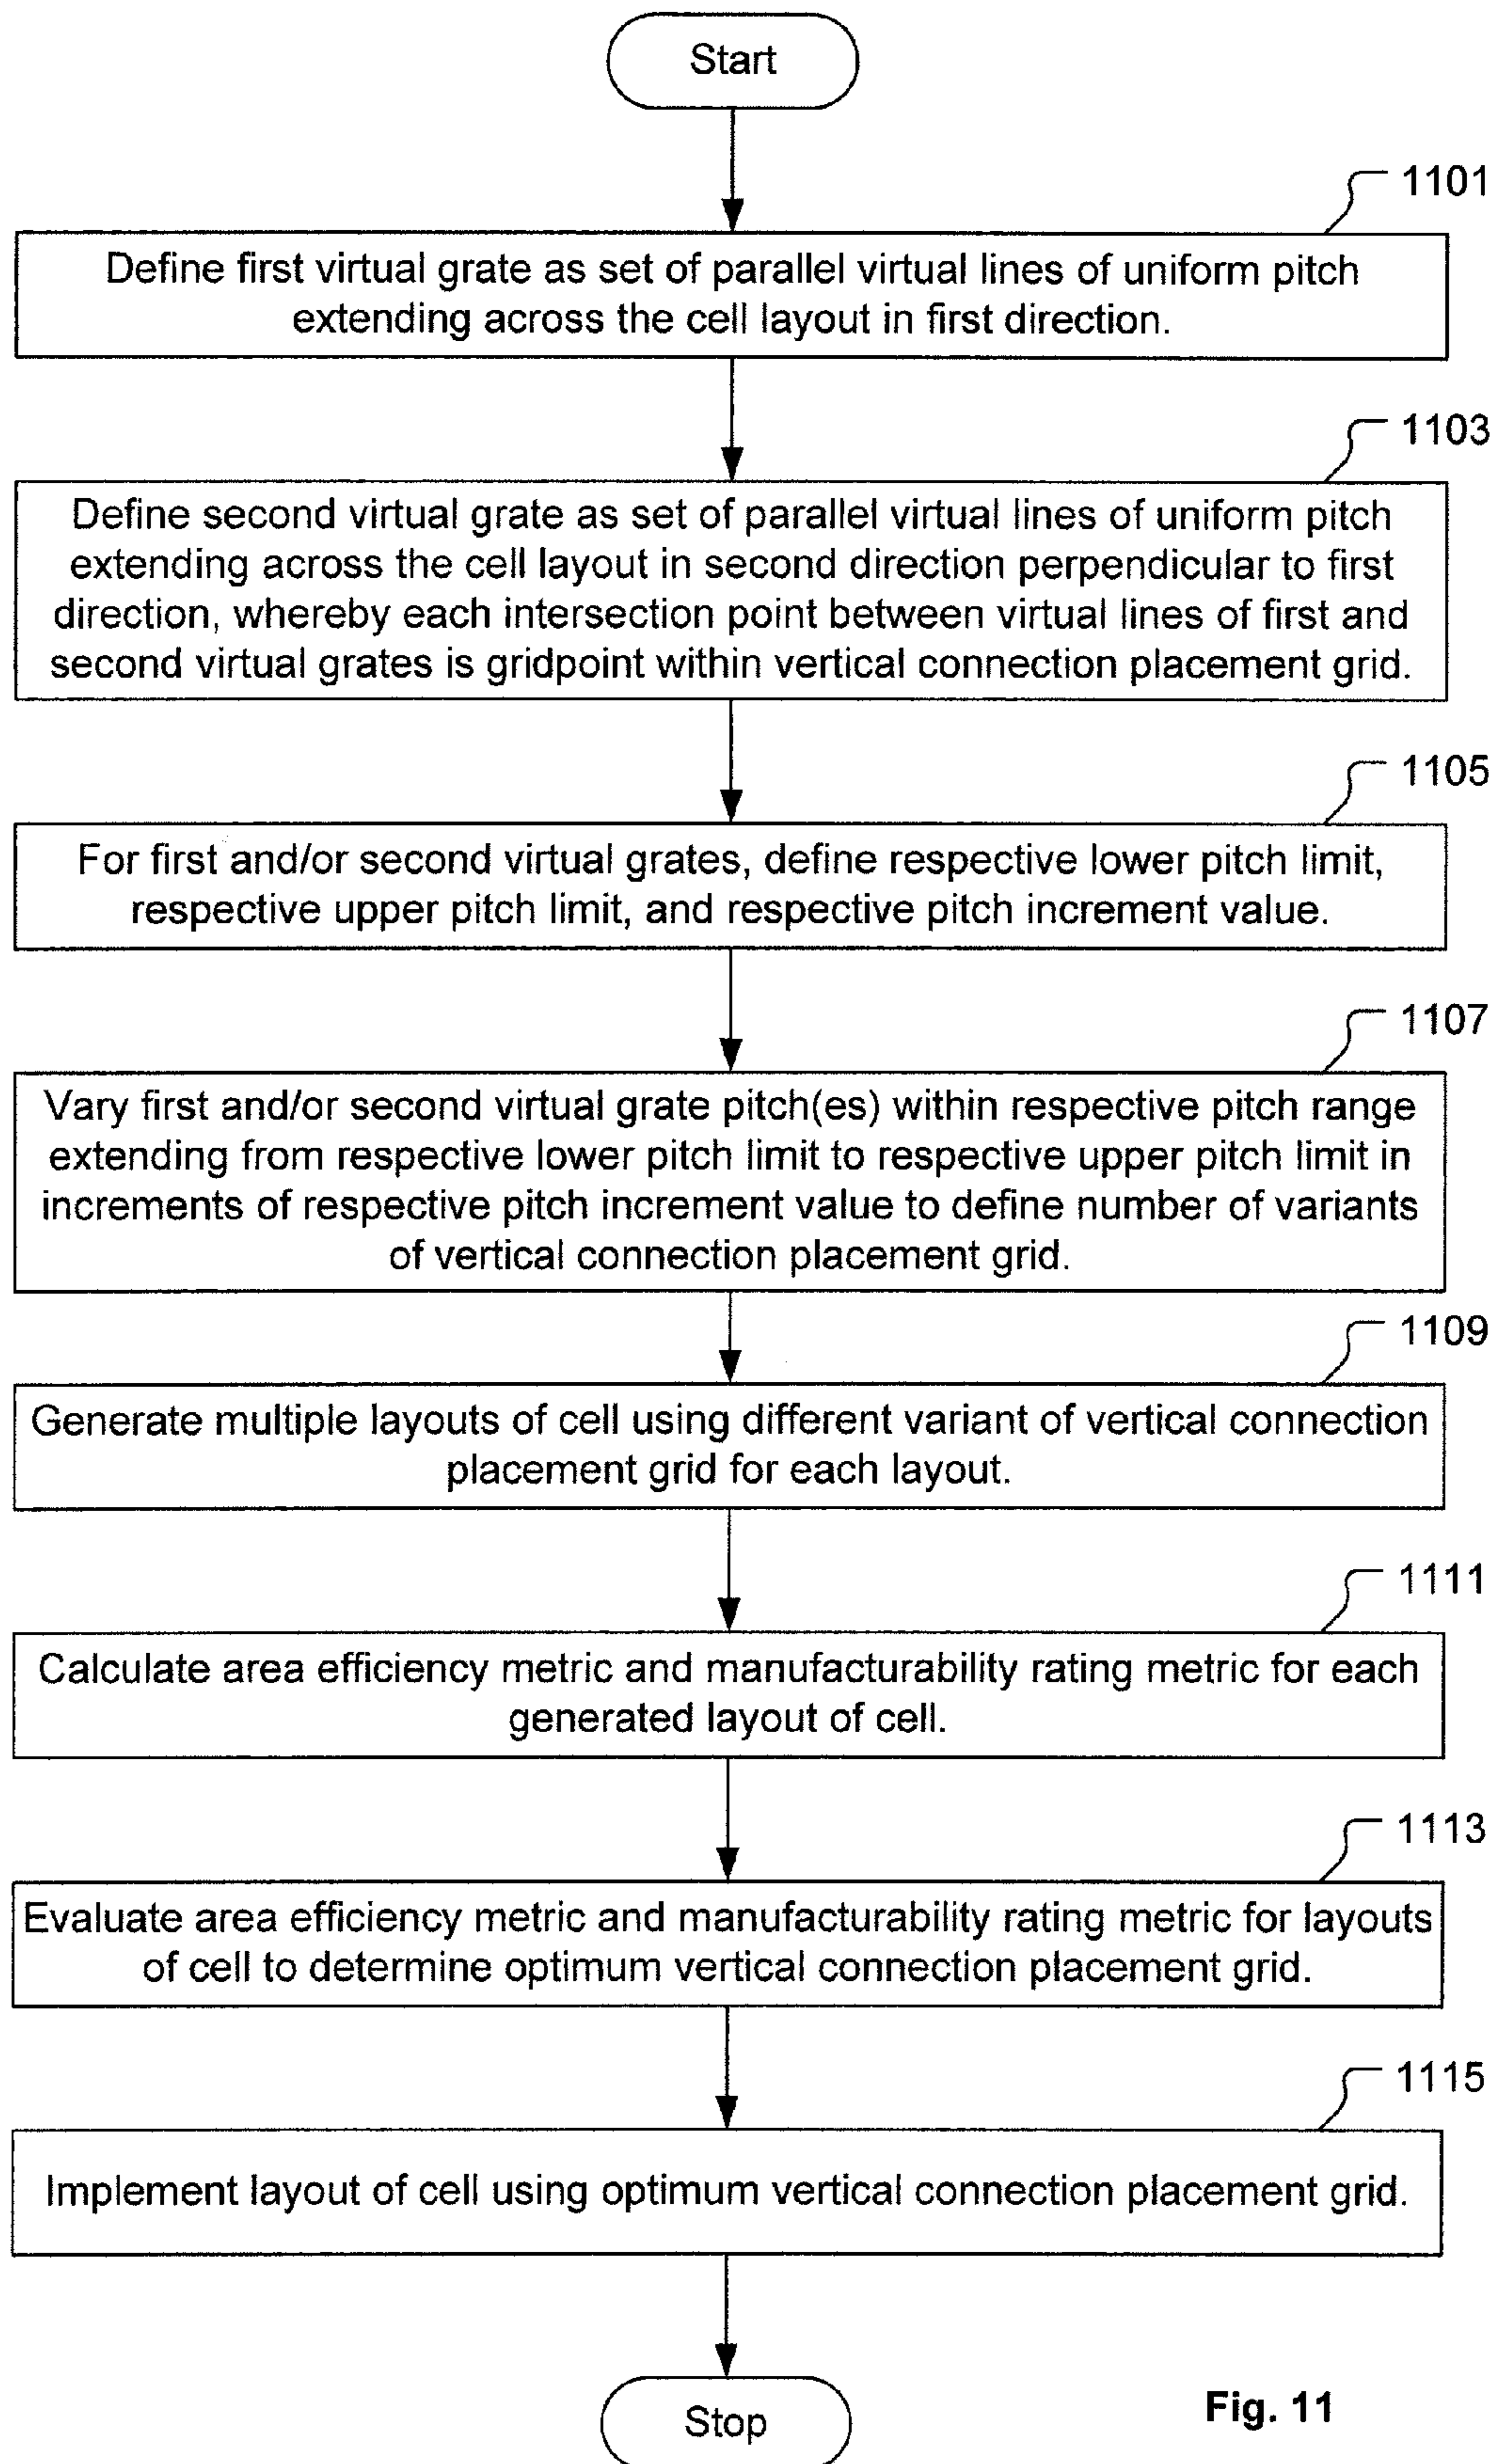 Start
1101
Define first virtual grate as set of parallel virtual lines of uniform pitch
extending across the cell layout in first direction.
1103
Define second virtual grate as set of parallel virtual lines of uniform pitch
extending across the cell layout in second direction perpendicular to first
direction, whereby each intersection point between virtual lines of first and
second virtual grates is gridpoint within vertical connection placement grid.
1105
For first and/or second virtual grates, define respective lower pitch limit,
respective upper pitch limit, and respective pitch increment value.
1107
Vary first and/or second virtual grate pitch(es) within respective pitch range
extending from respective lower pitch limit to respective upper pitch limit in
increments of respective pitch increment value to define number of variants
of vertical connection placement grid.
1109
Generate multiple layouts of cell using different variant of vertical connection
placement grid for each layout.
1111
Calculate area efficiency metric and manufacturability rating metric for each
generated layout of cell.
1113
Evaluate area efficiency metric and manufacturability rating metric for layouts
of cell to determine optimum vertical connection placement grid.
1115
Implement layout of cell using optimum vertical connection placement grid.
Stop
Fig. 11